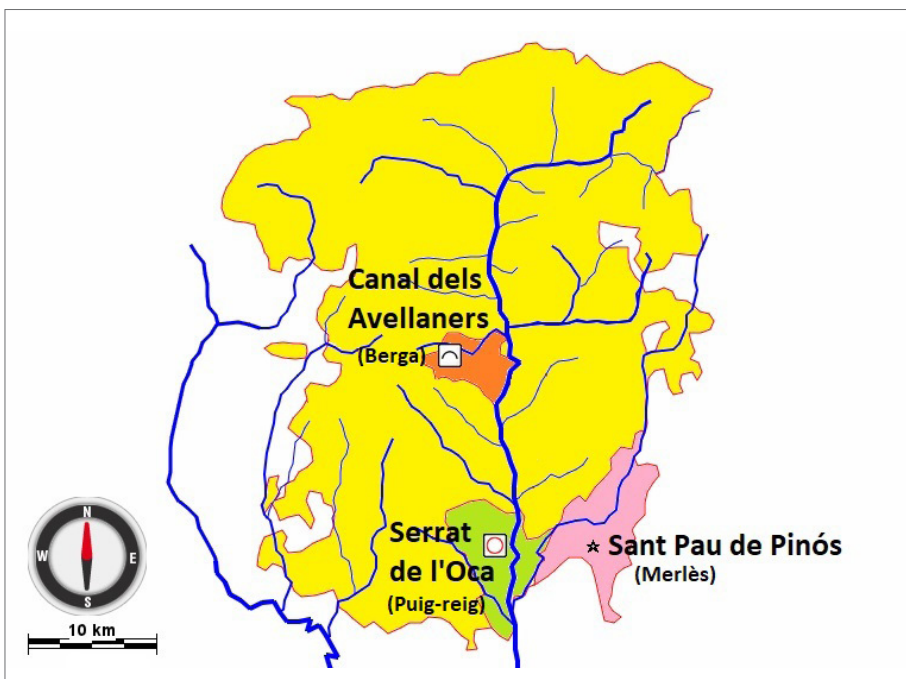 Canal dels
Avellaners
(Berga)
Serrat
de l'Oca
(Puig-reig)
Sant Pau de Pinós
(Merlès)
N
W
E
S
10 km